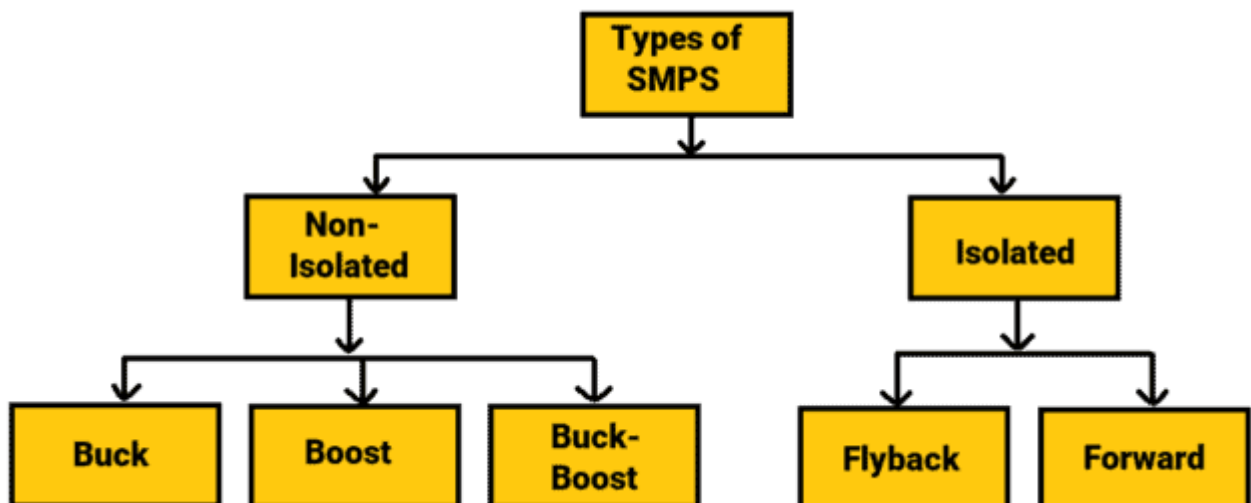 Types of
SMPS
Non-
Isolated
Isolated
Buck
Boost
Buck-
Boost
Flyback
Forward